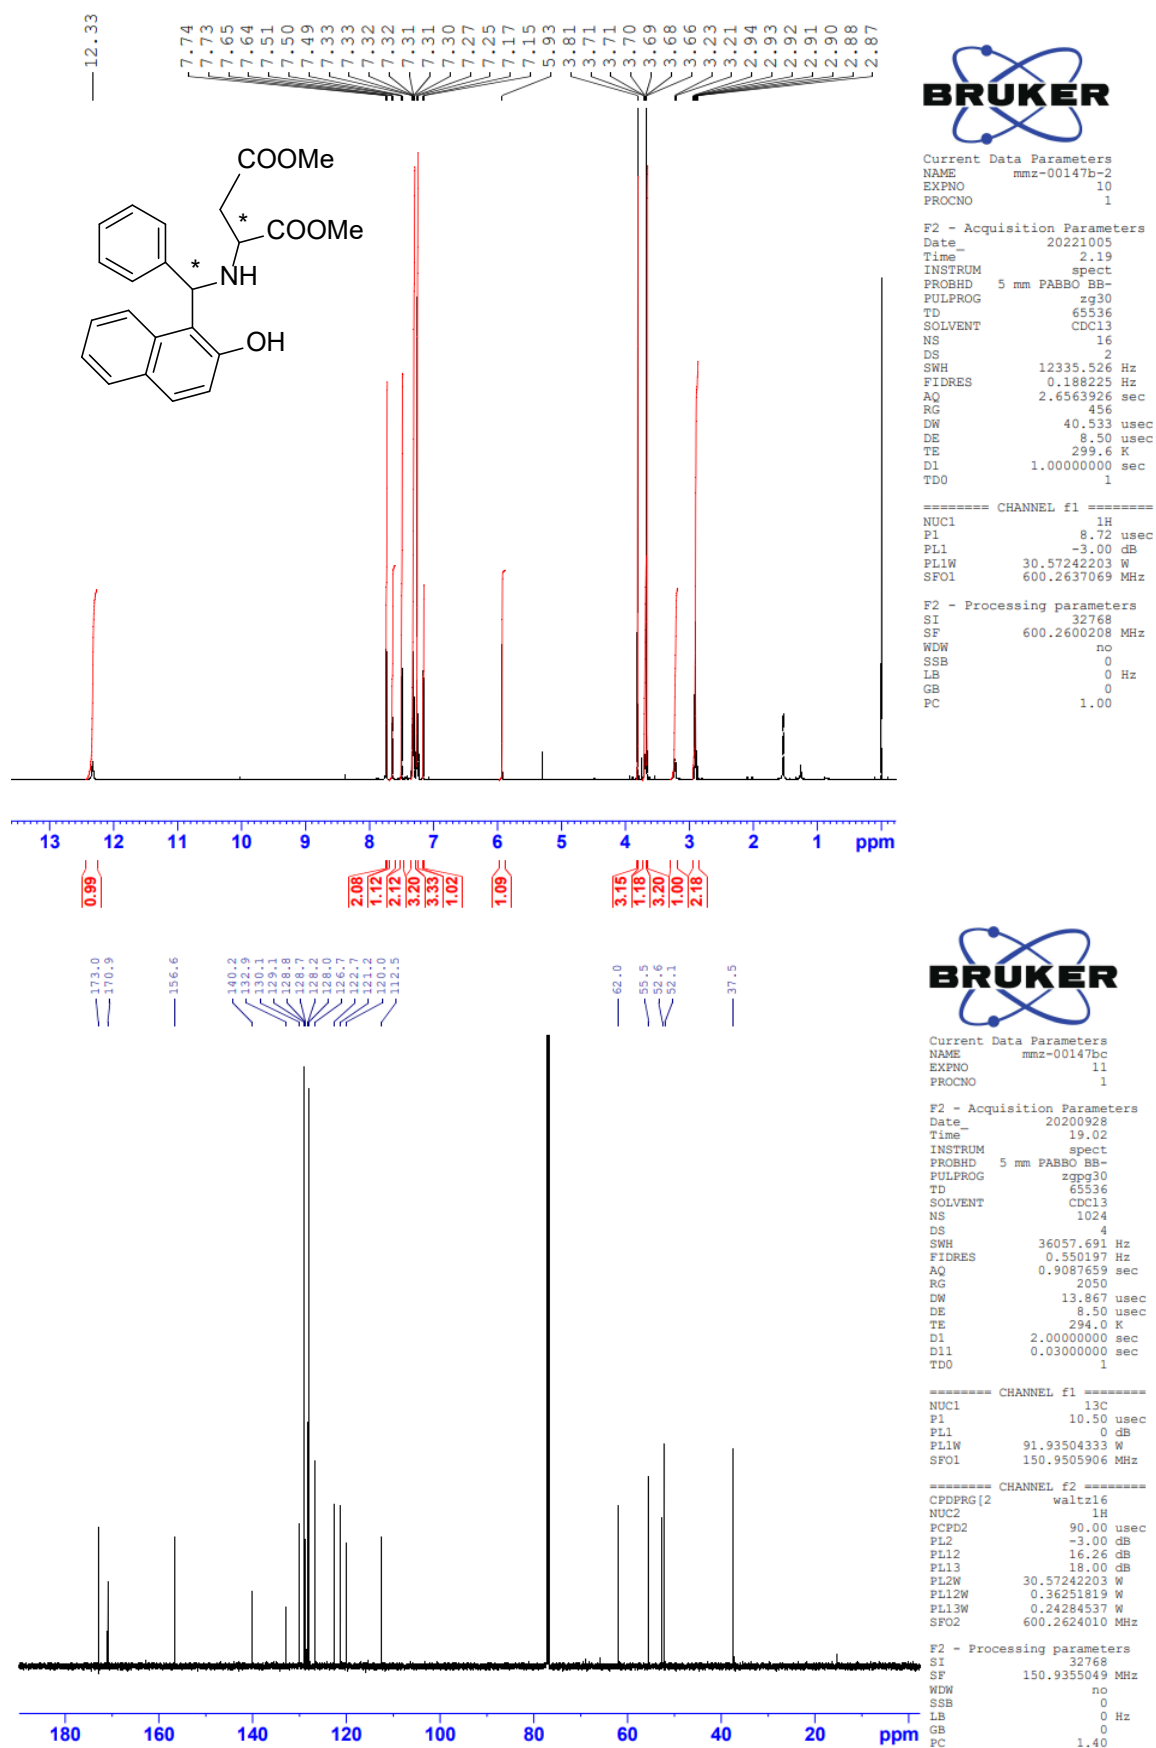 12.33
7.74
7.73
7.65
7.64
7.51
7.50
7.49
7.33
7.33
7.32
7.32
7.31
7.31
7.30
7.27
7.25
7.17
7.15
5.93
3.81
3.71
3.71
3.70
3.69
3.68
3.66
3.23
3.21
2.94
2.93
2.92
2.91
2.90
2.88
2.87
COOMe
* COOMe
* NH
OH
13 12 11 10 9 8 7 6 5 4 3 2 1 ppm
0.99
2.08
1.12
2.12
3.20
3.33
1.02
1.09
3.15
1.18
3.20
1.00
2.18
BRUKER
Current Data Parameters
NAME mmz-00147b-2
EXPNO 10
PROCNO 1
F2 - Acquisition Parameters
Date_ 20221005
Time 2.19
INSTRUM spect
PROBHD 5 mm PABBO BB-
PULPROG zg30
TD 65536
SOLVENT CDCl3
NS 16
DS 2
SWH 12335.526 Hz
FIDRES 0.188225 Hz
AQ 2.6563926 sec
RG 456
DW 40.533 usec
DE 8.50 usec
TE 299.6 K
D1 1.00000000 sec
TD0 1
======== CHANNEL f1 ========
NUC1 1H
P1 8.72 usec
PL1 -3.00 dB
PL1W 30.57242203 W
SFO1 600.2637069 MHz
F2 - Processing parameters
SI 32768
SF 600.2600208 MHz
WDW no
SSB 0
LB 0 Hz
GB 0
PC 1.00
173.0
170.9
156.6
140.2
132.9
130.1
129.1
128.8
128.7
128.2
128.0
126.7
122.7
121.2
120.0
112.5
62.0
55.5
52.6
52.1
37.5
180 160 140 120 100 80 60 40 20 ppm
BRUKER
Current Data Parameters
NAME mmz-00147bc
EXPNO 11
PROCNO 1
F2 - Acquisition Parameters
Date_ 20200928
Time 19.02
INSTRUM spect
PROBHD 5 mm PABBO BB-
PULPROG zgpg30
TD 65536
SOLVENT CDCl3
NS 1024
DS 4
SWH 36057.691 Hz
FIDRES 0.550197 Hz
AQ 0.9087659 sec
RG 2050
DW 13.867 usec
DE 8.50 usec
TE 294.0 K
D1 2.00000000 sec
D11 0.03000000 sec
TD0 1
======== CHANNEL f1 ========
NUC1 13C
P1 10.50 usec
PL1 0 dB
PL1W 91.93504333 W
SFO1 150.9505906 MHz
======== CHANNEL f2 ========
CPDPRG[2 waltz16
NUC2 1H
PCPD2 90.00 usec
PL2 -3.00 dB
PL12 16.26 dB
PL13 18.00 dB
PL2W 30.57242203 W
PL12W 0.36251819 W
PL13W 0.24284537 W
SFO2 600.2624010 MHz
F2 - Processing parameters
SI 32768
SF 150.9355049 MHz
WDW no
SSB 0
LB 0 Hz
GB 0
PC 1.40